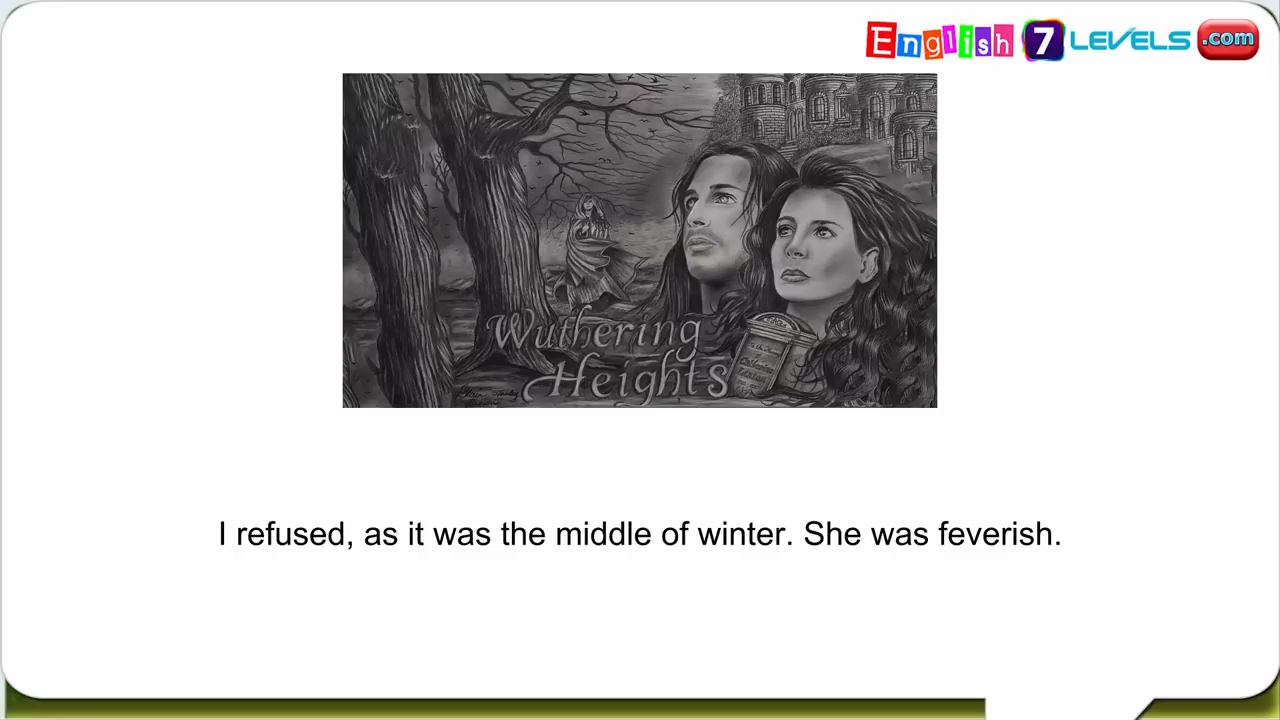 English 7 LEVELS .com
Wuthering
Heights
I refused, as it was the middle of winter. She was feverish.